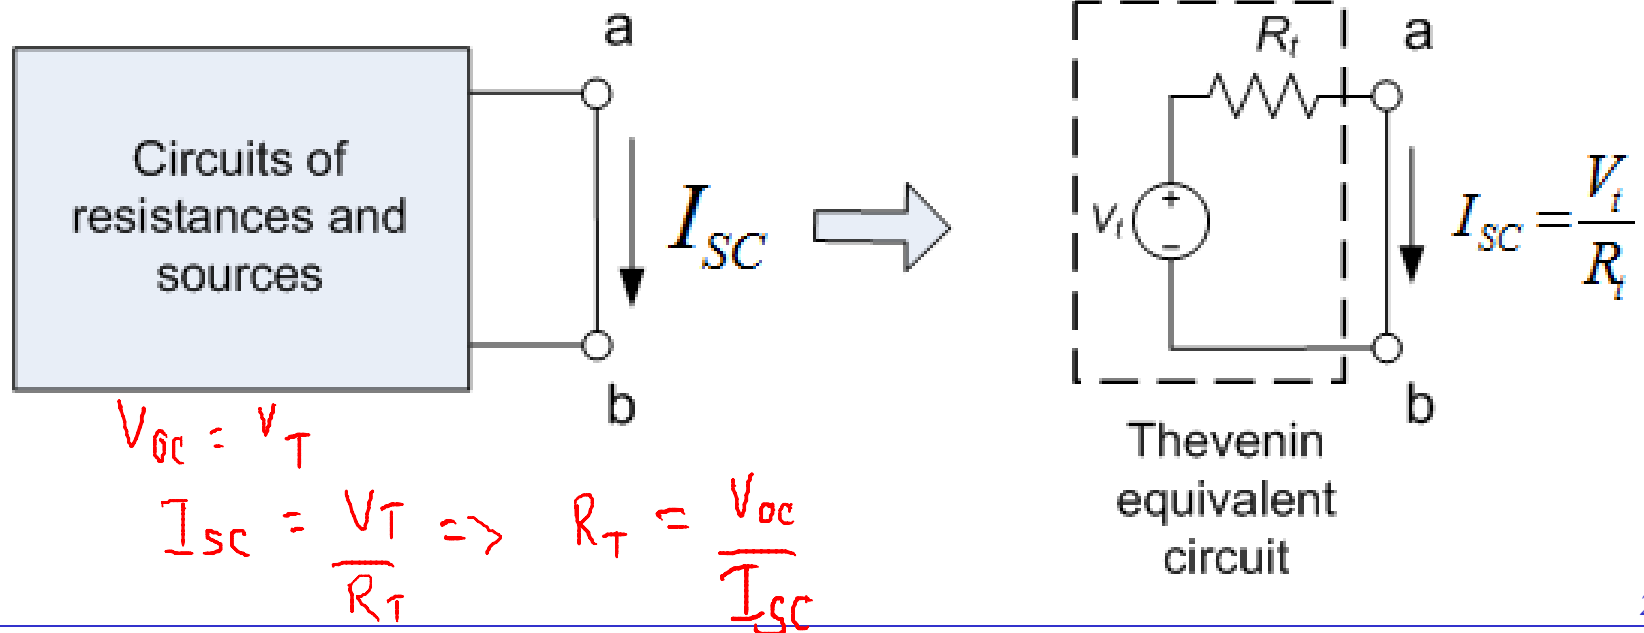 a
Circuits of
resistances and
sources
I_SC
b
R_t
a
V_t
+
−
I_SC = V_t / R_t
b
Thevenin
equivalent
circuit
V_OC = V_T
I_SC = V_T / R_T => R_T = V_OC / I_SC